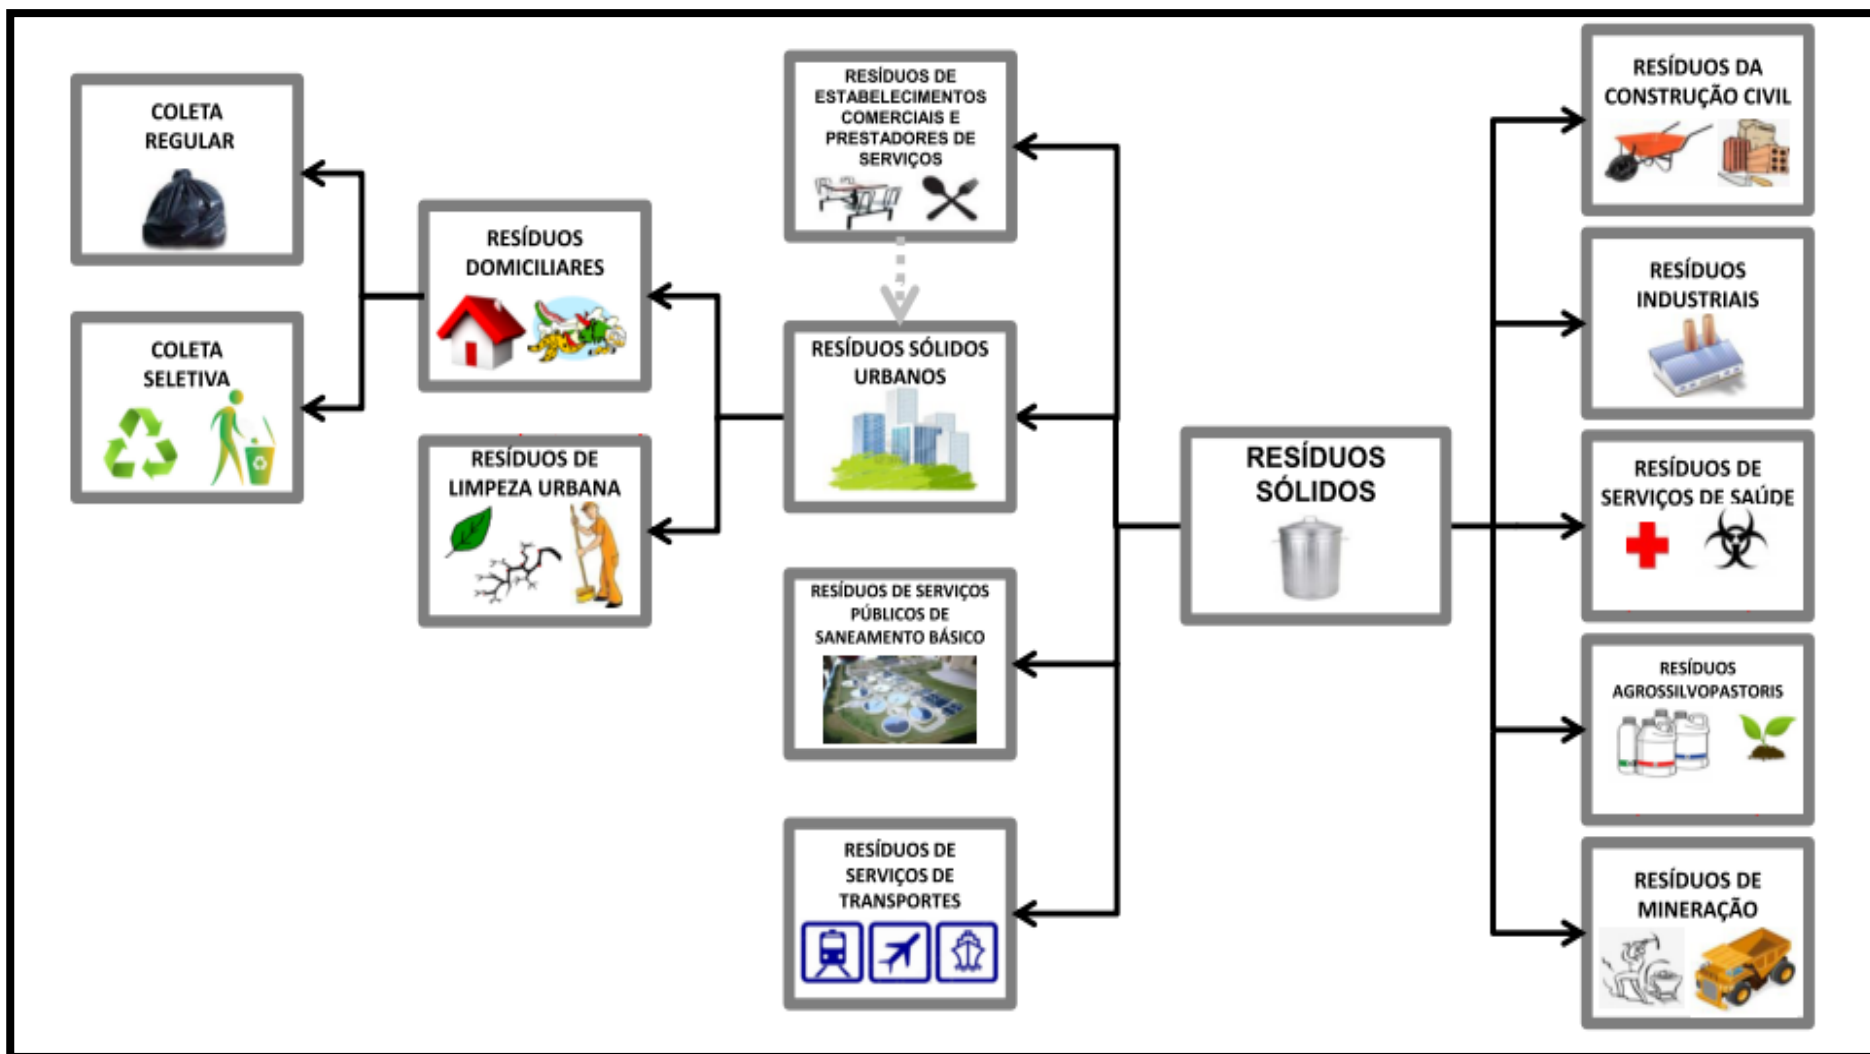 COLETA
REGULAR
COLETA
SELETIVA
RESÍDUOS
DOMICILIARES
RESÍDUOS DE
LIMPEZA URBANA
RESÍDUOS DE
ESTABELECIMENTOS
COMERCIAIS E
PRESTADORES DE
SERVIÇOS
RESÍDUOS SÓLIDOS
URBANOS
RESÍDUOS DE SERVIÇOS
PÚBLICOS DE
SANEAMENTO BÁSICO
RESÍDUOS DE
SERVIÇOS DE
TRANSPORTES
RESÍDUOS
SÓLIDOS
RESÍDUOS DA
CONSTRUÇÃO CIVIL
RESÍDUOS
INDUSTRIAIS
RESÍDUOS DE
SERVIÇOS DE SAÚDE
RESÍDUOS
AGROSSILVOPASTORIS
RESÍDUOS DE
MINERAÇÃO